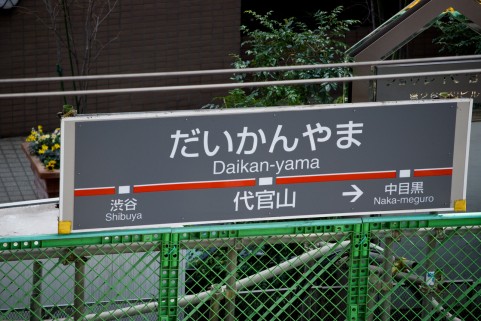 だいかんやま
Daikan-yama
渋谷
Shibuya
代官山
→
中目黒
Naka-meguro